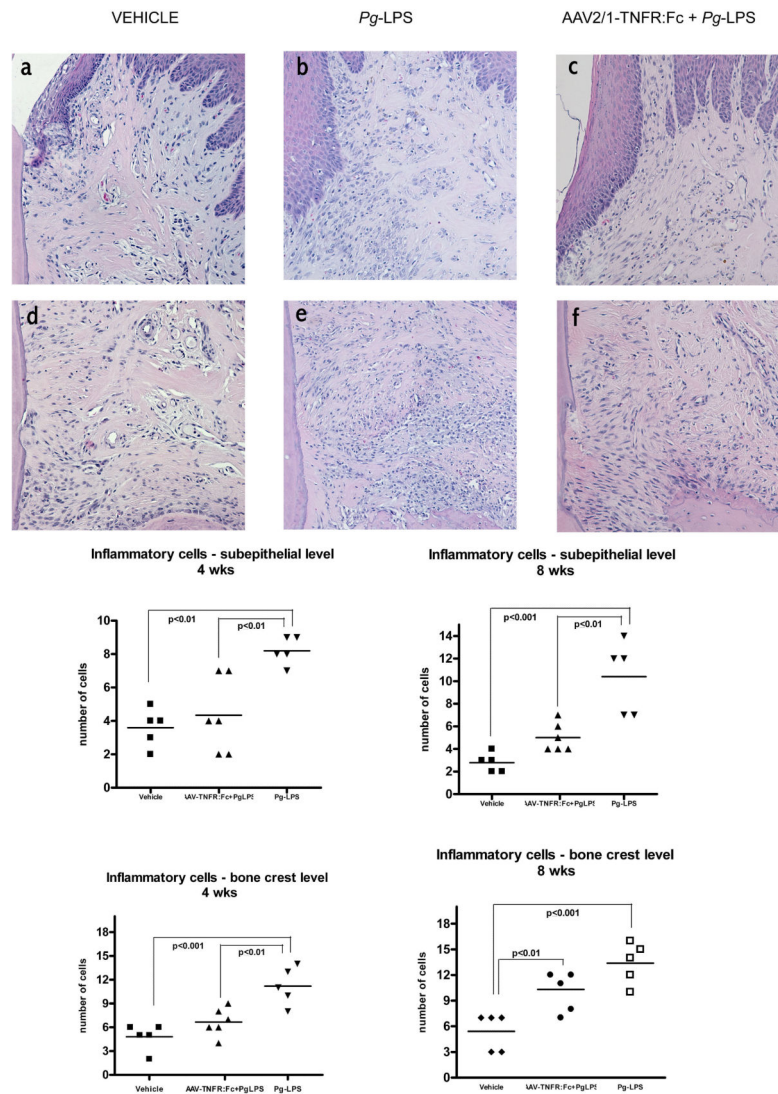 VEHICLE
Pg-LPS
AAV2/1-TNFR:Fc + Pg-LPS
a
b
c
d
e
f
Inflammatory cells - subepithelial level
4 wks
p<0.01
p<0.01
10
8
6
4
2
0
number of cells
Vehicle
AAV-TNFR:Fc+PgLPS
Pg-LPS
Inflammatory cells - subepithelial level
8 wks
p<0.001
p<0.01
14
12
10
8
6
4
2
0
number of cells
Vehicle
AAV-TNFR:Fc+PgLPS
Pg-LPS
Inflammatory cells - bone crest level
4 wks
p<0.001
p<0.01
18
15
12
9
6
3
0
number of cells
Vehicle
AAV-TNFR:Fc+PgLPS
Pg-LPS
Inflammatory cells - bone crest level
8 wks
p<0.001
p<0.01
18
15
12
9
6
3
0
number of cells
Vehicle
AAV-TNFR:Fc+PgLPS
Pg-LPS